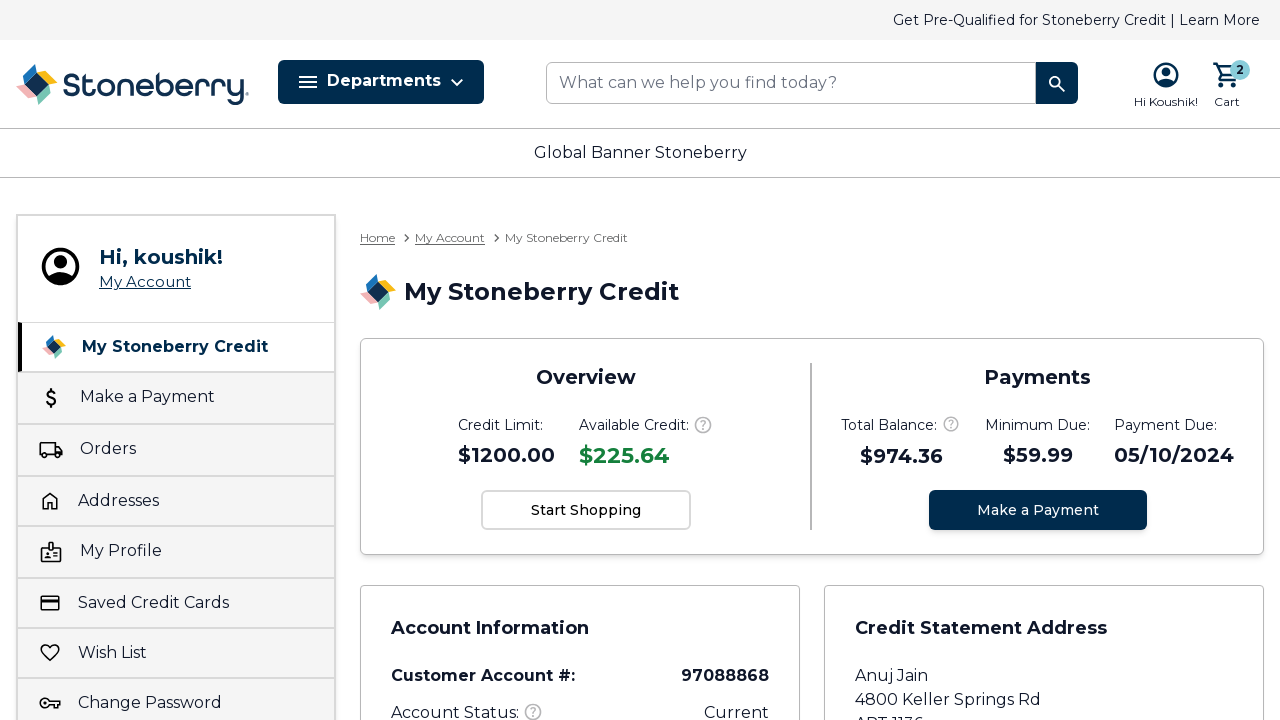 Get Pre-Qualified for Stoneberry Credit | Learn More
Stoneberry
Departments
What can we help you find today?
Hi Koushik!
2
Cart
Global Banner Stoneberry
Hi, koushik!
My Account
My Stoneberry Credit
Make a Payment
Orders
Addresses
My Profile
Saved Credit Cards
Wish List
Change Password
Home > My Account > My Stoneberry Credit
My Stoneberry Credit
Overview
Credit Limit: Available Credit: ?
$1200.00 $225.64
Start Shopping
Payments
Total Balance: ? Minimum Due: Payment Due:
$974.36 $59.99 05/10/2024
Make a Payment
Account Information
Customer Account #: 97088868
Account Status: ? Current
Credit Statement Address
Anuj Jain
4800 Keller Springs Rd
APT 1136